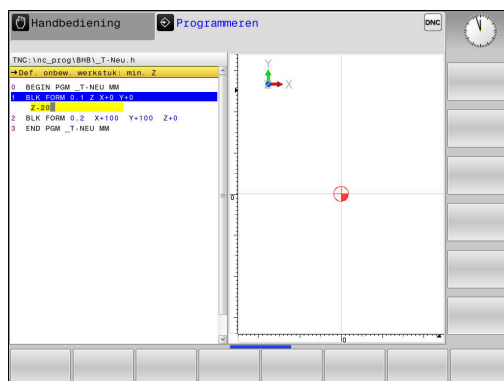 Handbediening
Programmeren
DNC
TNC:\nc_prog\BHB\_T-Neu.h
→Def. onbew. werkstuk: min. Z
0 BEGIN PGM _T-NEU MM
1 BLK FORM 0.1 Z X+0 Y+0
Z-20
2 BLK FORM 0.2 X+100 Y+100 Z+0
3 END PGM _T-NEU MM
Y
X
0
0